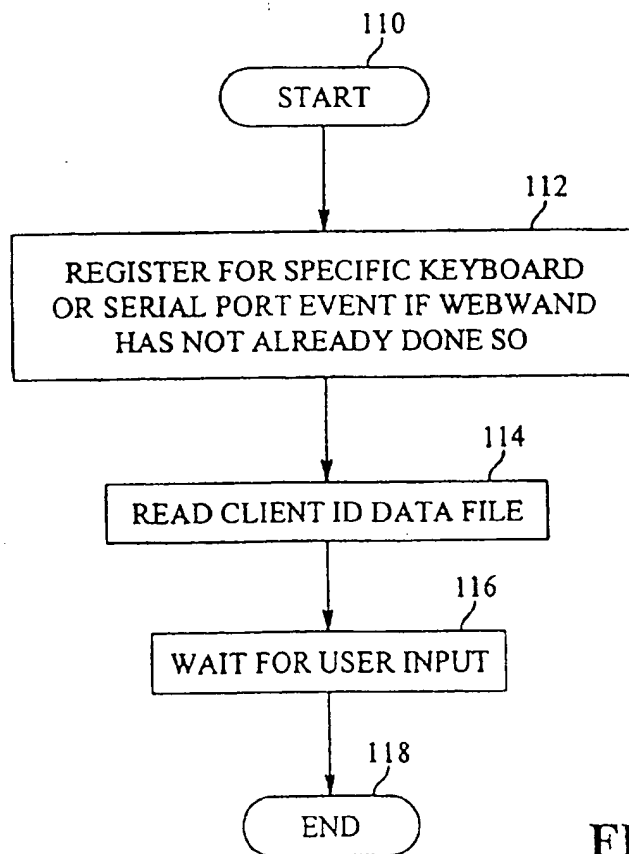 110
START
112
REGISTER FOR SPECIFIC KEYBOARD
OR SERIAL PORT EVENT IF WEBWAND
HAS NOT ALREADY DONE SO
114
READ CLIENT ID DATA FILE
116
WAIT FOR USER INPUT
118
END